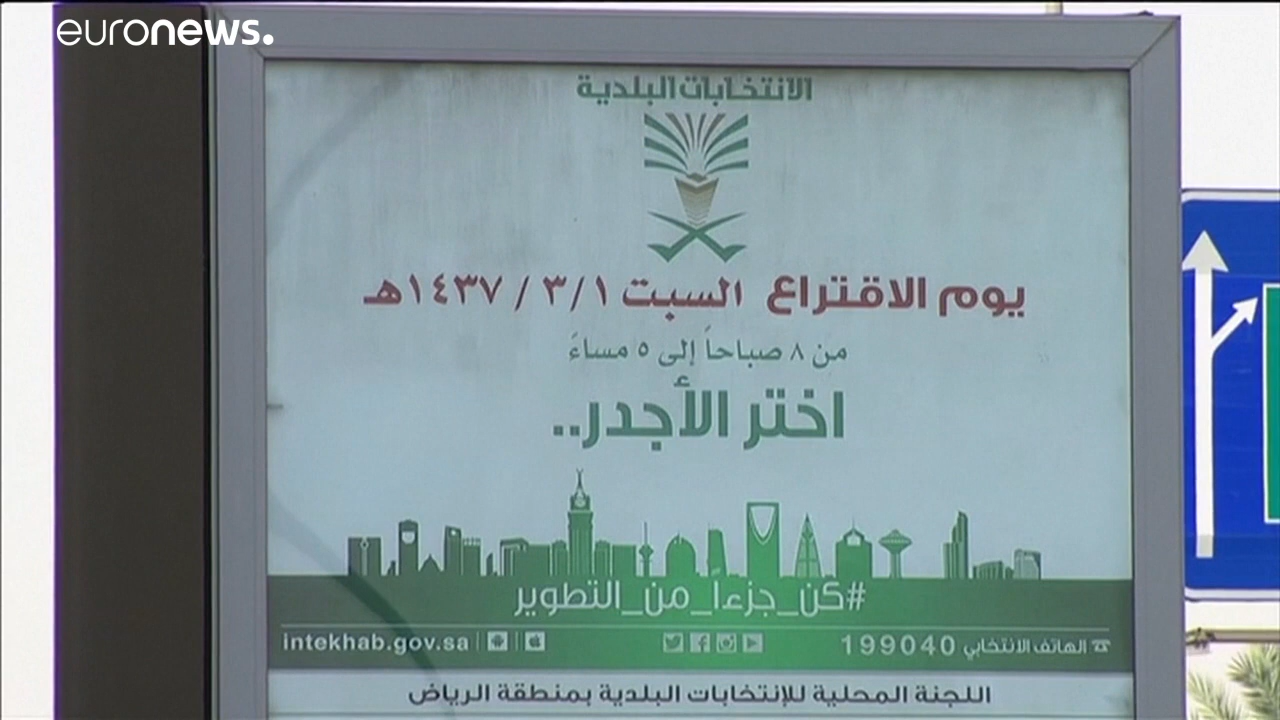 euronews.
الانتخابات البلدية
يوم الاقتراع السبت ١ / ٣ / ١٤٣٧هـ
من ٨ صباحاً إلى ٥ مساءً
اختر الأجدر..
#كن_جزءا_من_التطوير
intekhab.gov.sa
199040 الهاتف الانتخابي
اللجنة المحلية للإنتخابات البلدية بمنطقة الرياض